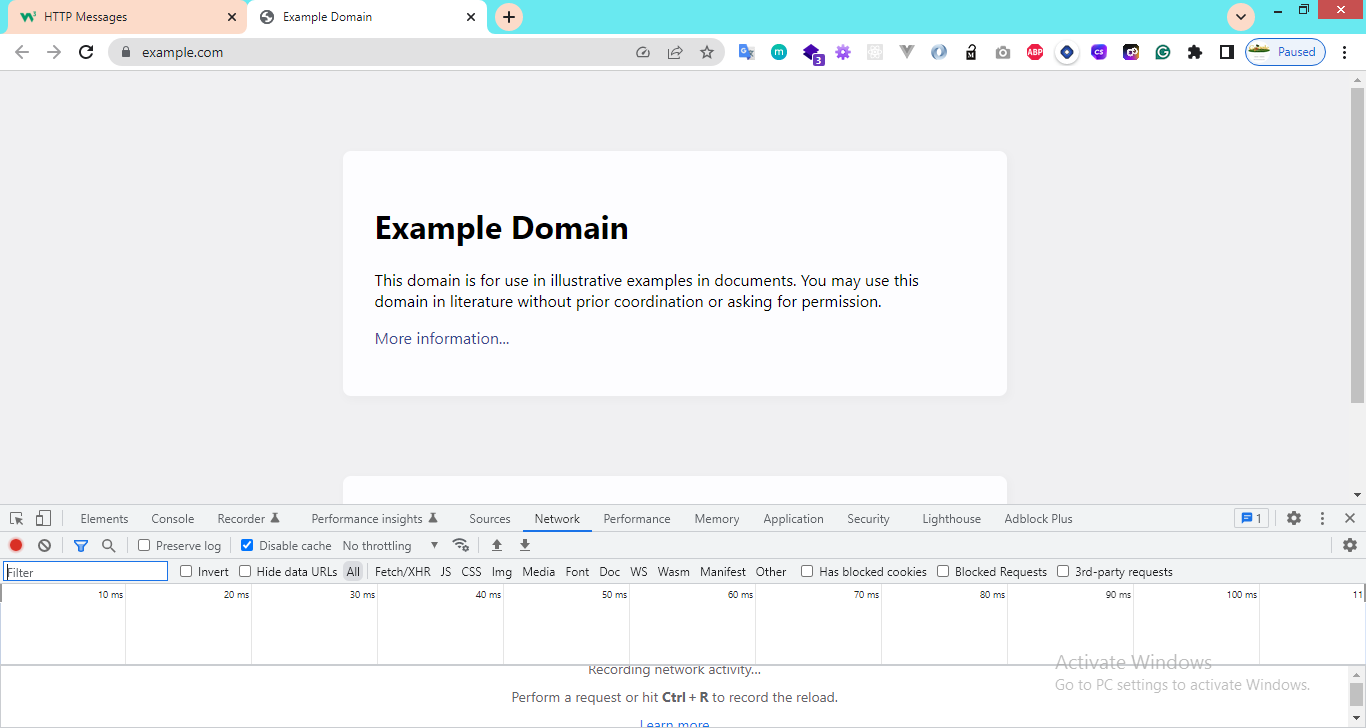 HTTP Messages
Example Domain
example.com
3
m
ABP
CS
Paused
Example Domain
This domain is for use in illustrative examples in documents. You may use this
domain in literature without prior coordination or asking for permission.
More information...
Elements Console Recorder Performance insights Sources Network Performance Memory Application Security Lighthouse Adblock Plus 1
Preserve log Disable cache No throttling
Filter Invert Hide data URLs All Fetch/XHR JS CSS Img Media Font Doc WS Wasm Manifest Other Has blocked cookies Blocked Requests 3rd-party requests
10 ms 20 ms 30 ms 40 ms 50 ms 60 ms 70 ms 80 ms 90 ms 100 ms 11
Recording network activity...
Perform a request or hit Ctrl + R to record the reload.
Learn more
Activate Windows
Go to PC settings to activate Windows.